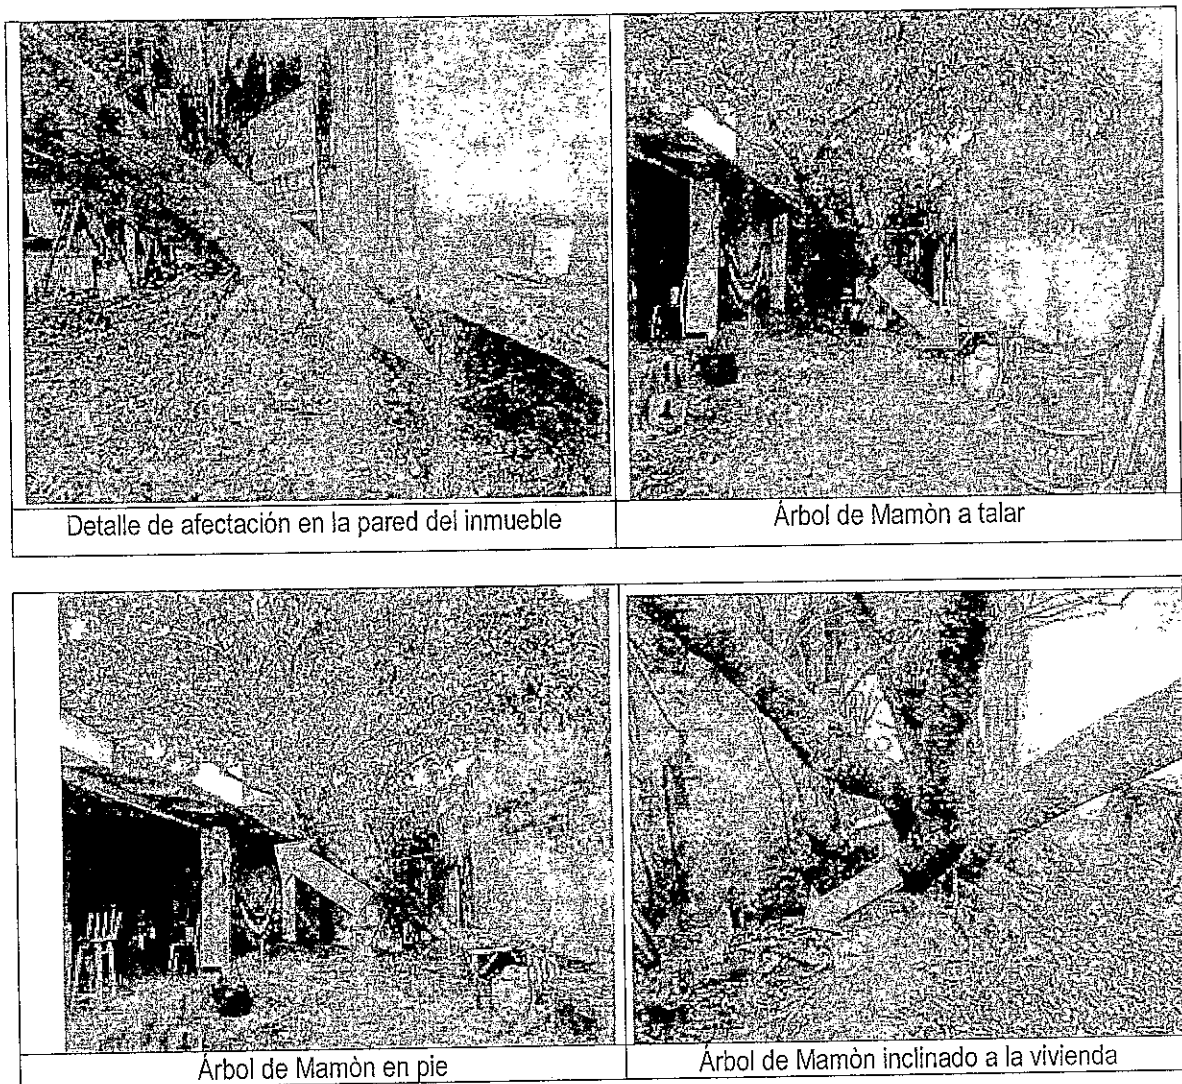 Detalle de afectación en la pared del inmueble
Árbol de Mamòn a talar
Árbol de Mamòn en pie
Árbol de Mamòn inclinado a la vivienda